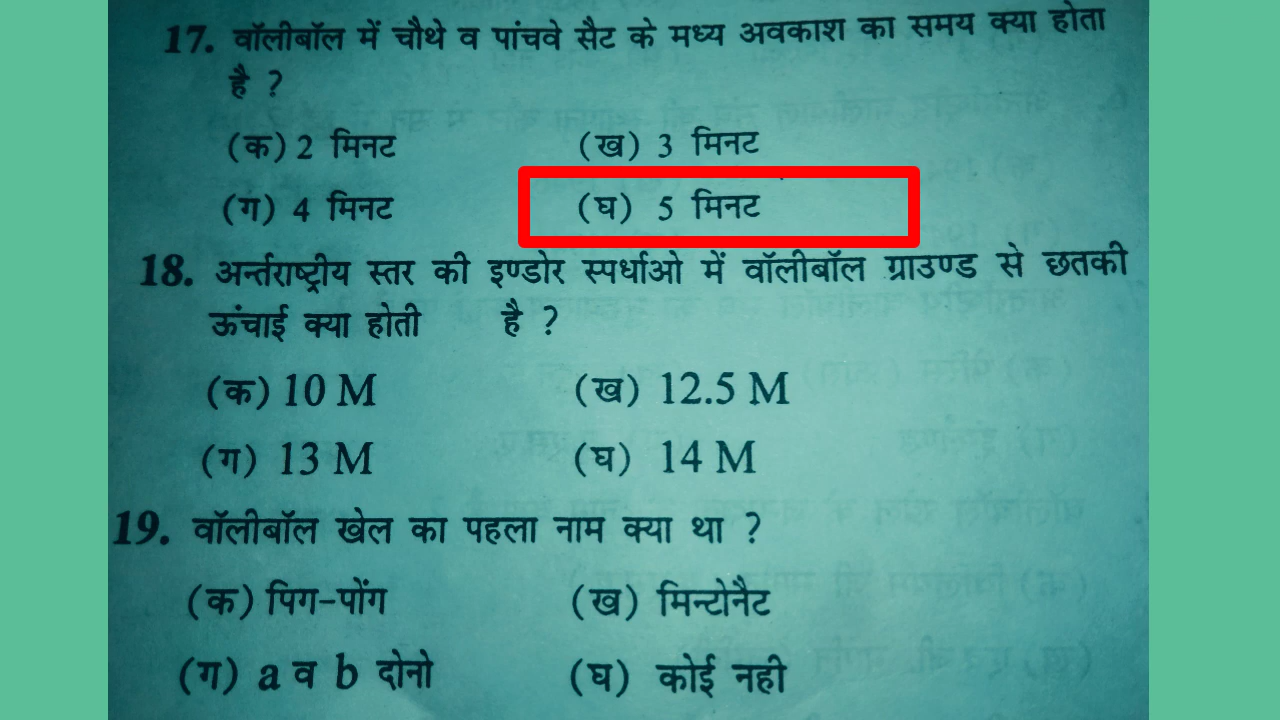 17. वॉलीबॉल में चौथे व पांचवे सैट के मध्य अवकाश का समय क्या होता
है ?
(क) 2 मिनट (ख) 3 मिनट
(ग) 4 मिनट (घ) 5 मिनट
18. अर्न्तराष्ट्रीय स्तर की इण्डोर स्पर्धाओ में वॉलीबॉल ग्राउण्ड से छतकी
ऊंचाई क्या होती है ?
(क) 10 M (ख) 12.5 M
(ग) 13 M (घ) 14 M
19. वॉलीबॉल खेल का पहला नाम क्या था ?
(क) पिग-पोंग (ख) मिन्टोनैट
(ग) a व b दोनो (घ) कोई नही